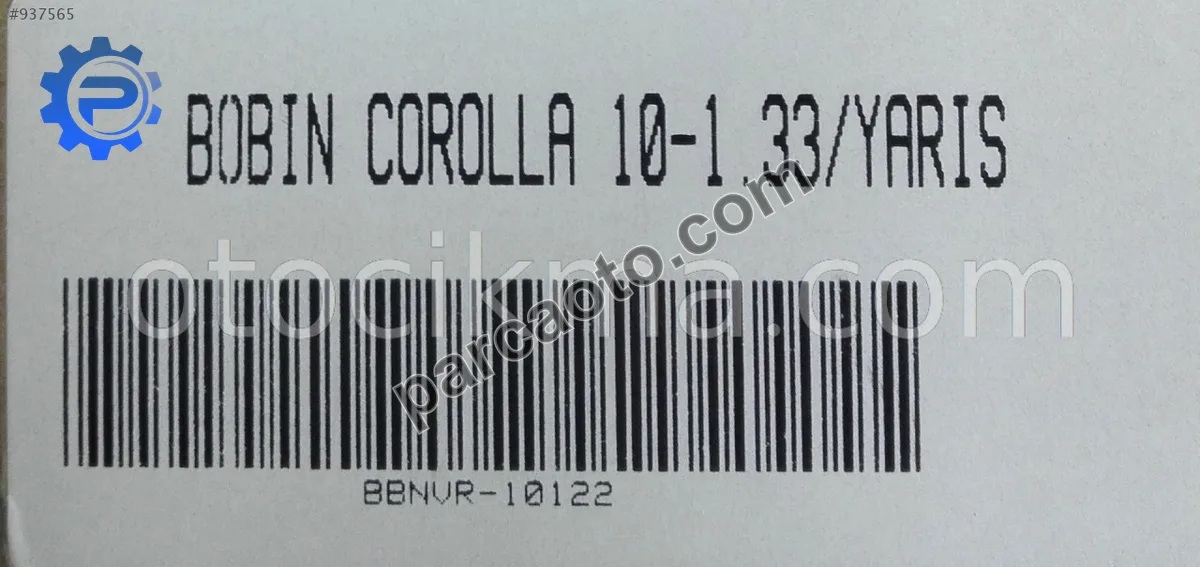 #937565
BOBIN COROLLA 10-1.33/YARIS
otocikma.com
parcaoto.com
BBNVR-10122